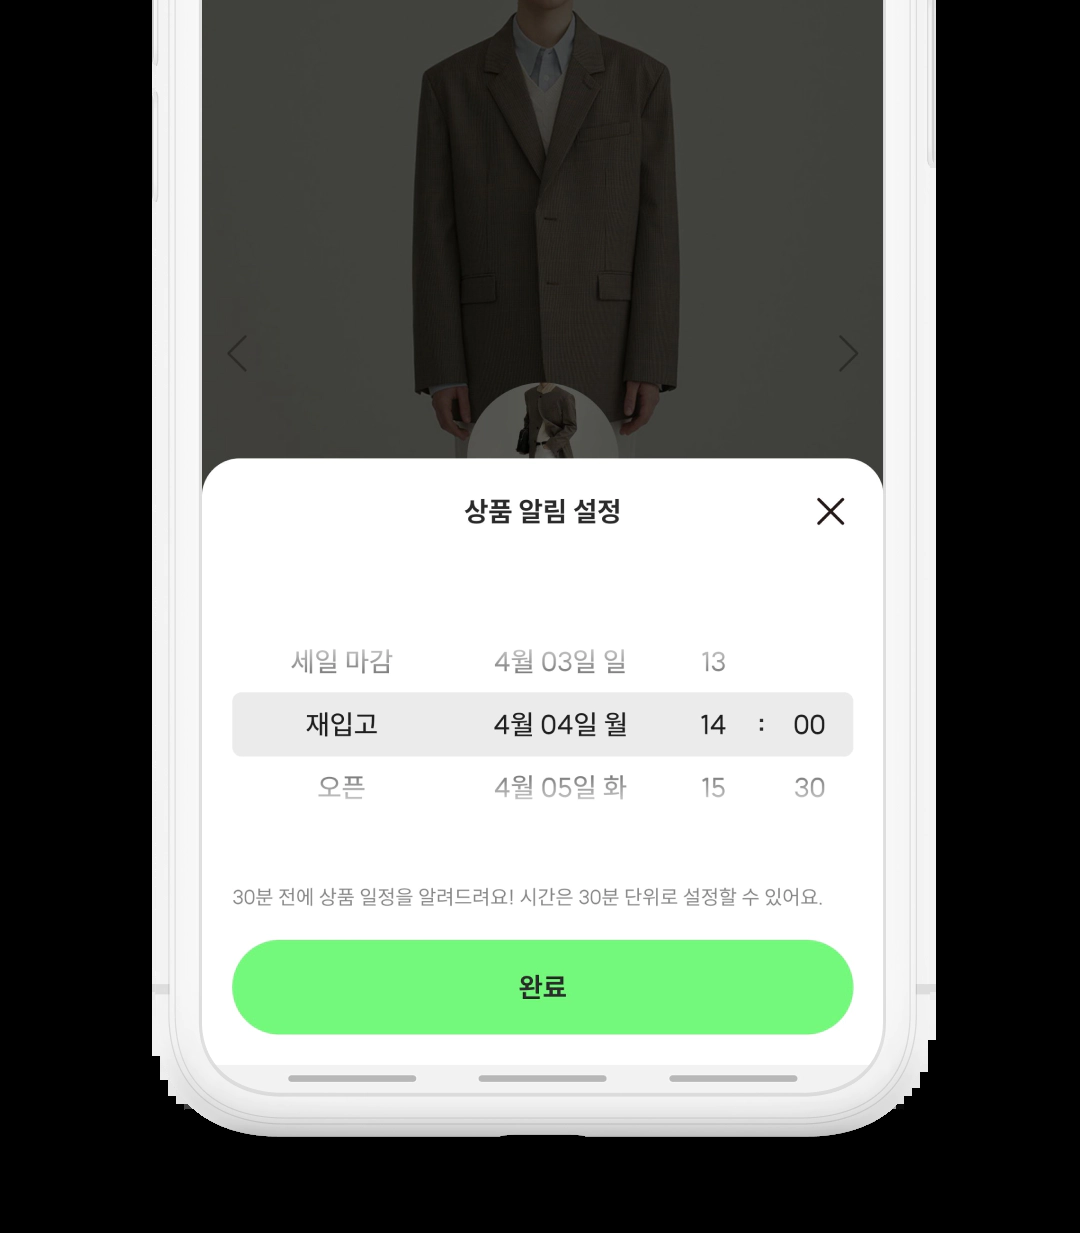 상품 알림 설정
세일 마감 4월 03일 일 13
재입고 4월 04일 월 14 : 00
오픈 4월 05일 화 15 30
30분 전에 상품 일정을 알려드려요! 시간은 30분 단위로 설정할 수 있어요.
완료